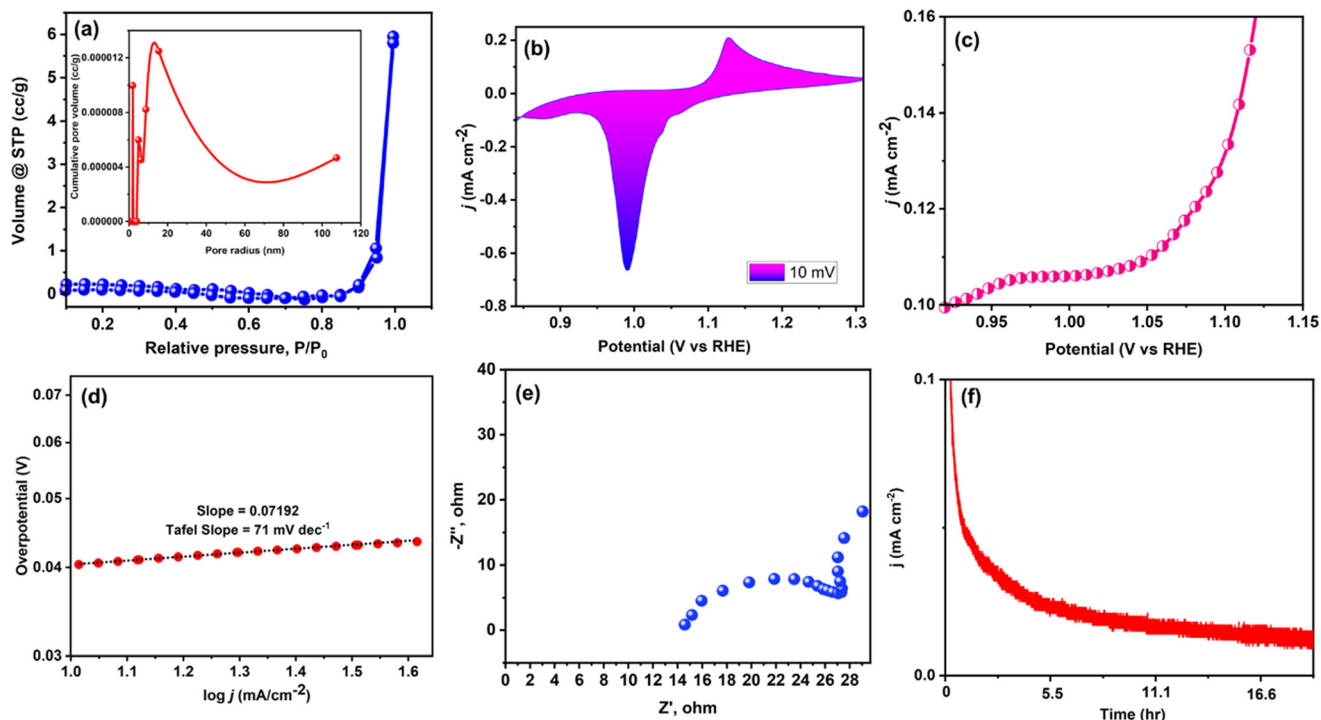 (a)
Volume @ STP (cc/g)
6
5
4
3
2
1
0
0.2
0.4
0.6
0.8
1.0
Relative pressure, P/P₀
Cumulative pore volume (cc/g)
0.000012
0.000008
0.000004
0.000000
0
20
40
60
80
100
120
Pore radius (nm)
(b)
j (mA cm⁻²)
0.2
0.0
-0.2
-0.4
-0.6
-0.8
0.9
1.0
1.1
1.2
1.3
10 mV
Potential (V vs RHE)
(c)
j (mA cm⁻²)
0.16
0.14
0.12
0.10
0.95
1.00
1.05
1.10
1.15
Potential (V vs RHE)
(d)
Overpotential (V)
0.07
0.06
0.05
0.04
0.03
Slope = 0.07192
Tafel Slope = 71 mV dec⁻¹
1.0
1.1
1.2
1.3
1.4
1.5
1.6
log j (mA/cm⁻²)
(e)
-Z'', ohm
40
30
20
10
0
0 2 4 6 8 10 12 14 16 18 20 22 24 26 28
Z', ohm
(f)
j (mA cm⁻²)
0.1
0.0
0
5.5
11.1
16.6
Time (hr)